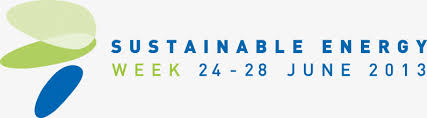 SUSTAINABLE ENERGY
WEEK 24-28 JUNE 2013